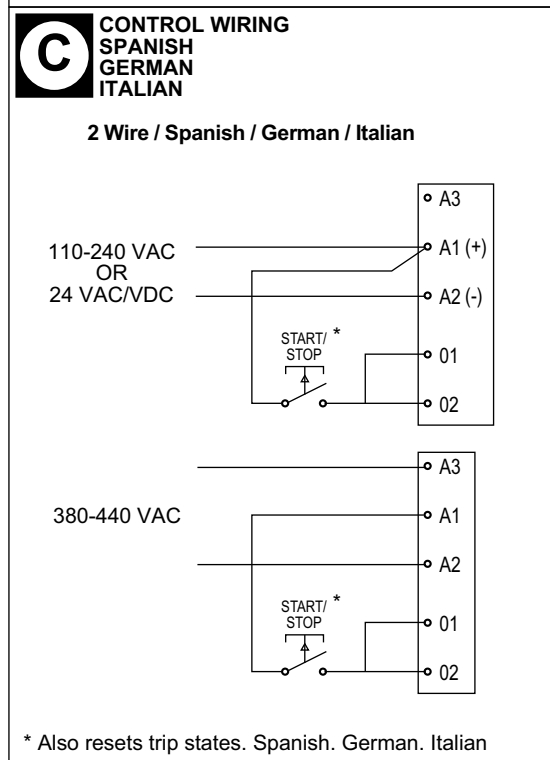 C
CONTROL WIRING
SPANISH
GERMAN
ITALIAN
2 Wire / Spanish / German / Italian
A3
110-240 VAC
OR
24 VAC/VDC
A1 (+)
A2 (-)
START/ *
STOP
01
02
A3
380-440 VAC
A1
A2
START/ *
STOP
01
02
* Also resets trip states. Spanish. German. Italian